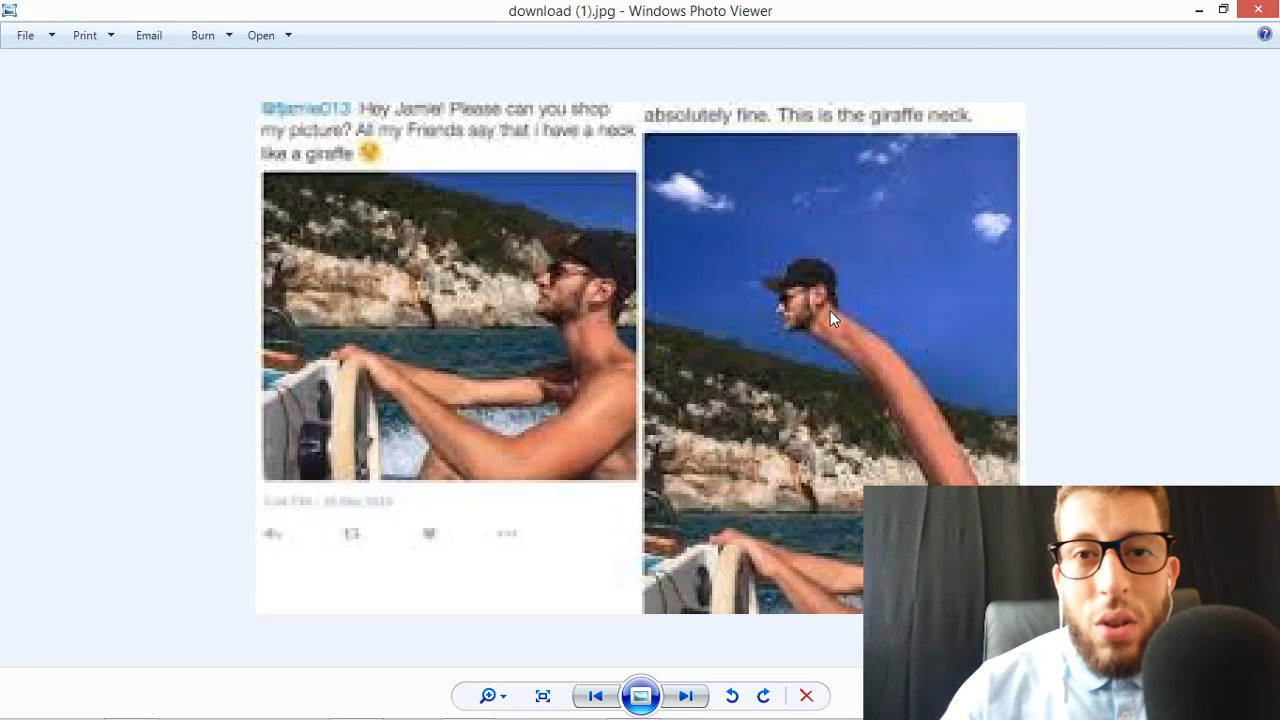 download (1).jpg - Windows Photo Viewer
File Print Email Burn Open
@fjamie013 Hey Jamie! Please can you shop
my picture? All my Friends say that i have a neck
like a giraffe
absolutely fine. This is the giraffe neck.